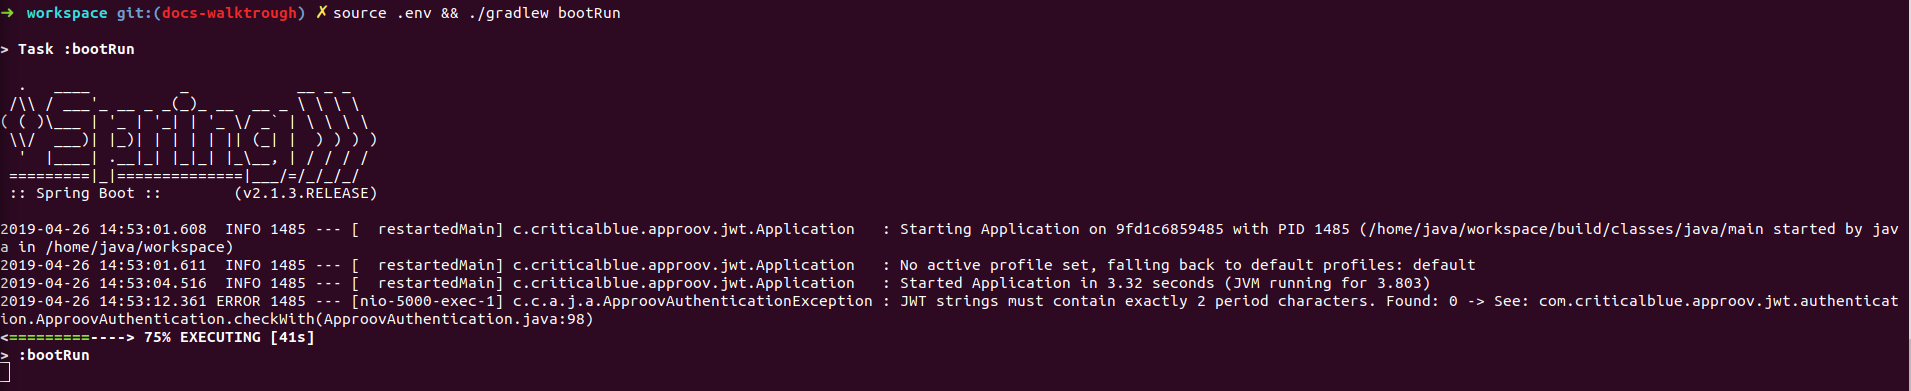 ➜  workspace git:(docs-walktrough) ✗ source .env && ./gradlew bootRun
> Task :bootRun
  .   ____          _            __ _ _
 /\\ / ___'_ __ _ _(_)_ __  __ _ \ \ \ \
( ( )\___ | '_ | '_| | '_ \/ _` | \ \ \ \
 \\/  ___)| |_)| | | | | || (_| |  ) ) ) )
  '  |____| .__|_| |_|_| |_\__, | / / / /
 =========|_|==============|___/=/_/_/_/
 :: Spring Boot ::        (v2.1.3.RELEASE)
2019-04-26 14:53:01.608  INFO 1485 --- [  restartedMain] c.criticalblue.approov.jwt.Application   : Starting Application on 9fd1c6859485 with PID 1485 (/home/java/workspace/build/classes/java/main started by jav
a in /home/java/workspace)
2019-04-26 14:53:01.611  INFO 1485 --- [  restartedMain] c.criticalblue.approov.jwt.Application   : No active profile set, falling back to default profiles: default
2019-04-26 14:53:04.516  INFO 1485 --- [  restartedMain] c.criticalblue.approov.jwt.Application   : Started Application in 3.32 seconds (JVM running for 3.803)
2019-04-26 14:53:12.361 ERROR 1485 --- [nio-5000-exec-1] c.c.a.j.a.ApproovAuthenticationException : JWT strings must contain exactly 2 period characters. Found: 0 -> See: com.criticalblue.approov.jwt.authenticat
ion.ApproovAuthentication.checkWith(ApproovAuthentication.java:98)
<=========----> 75% EXECUTING [41s]
> :bootRun